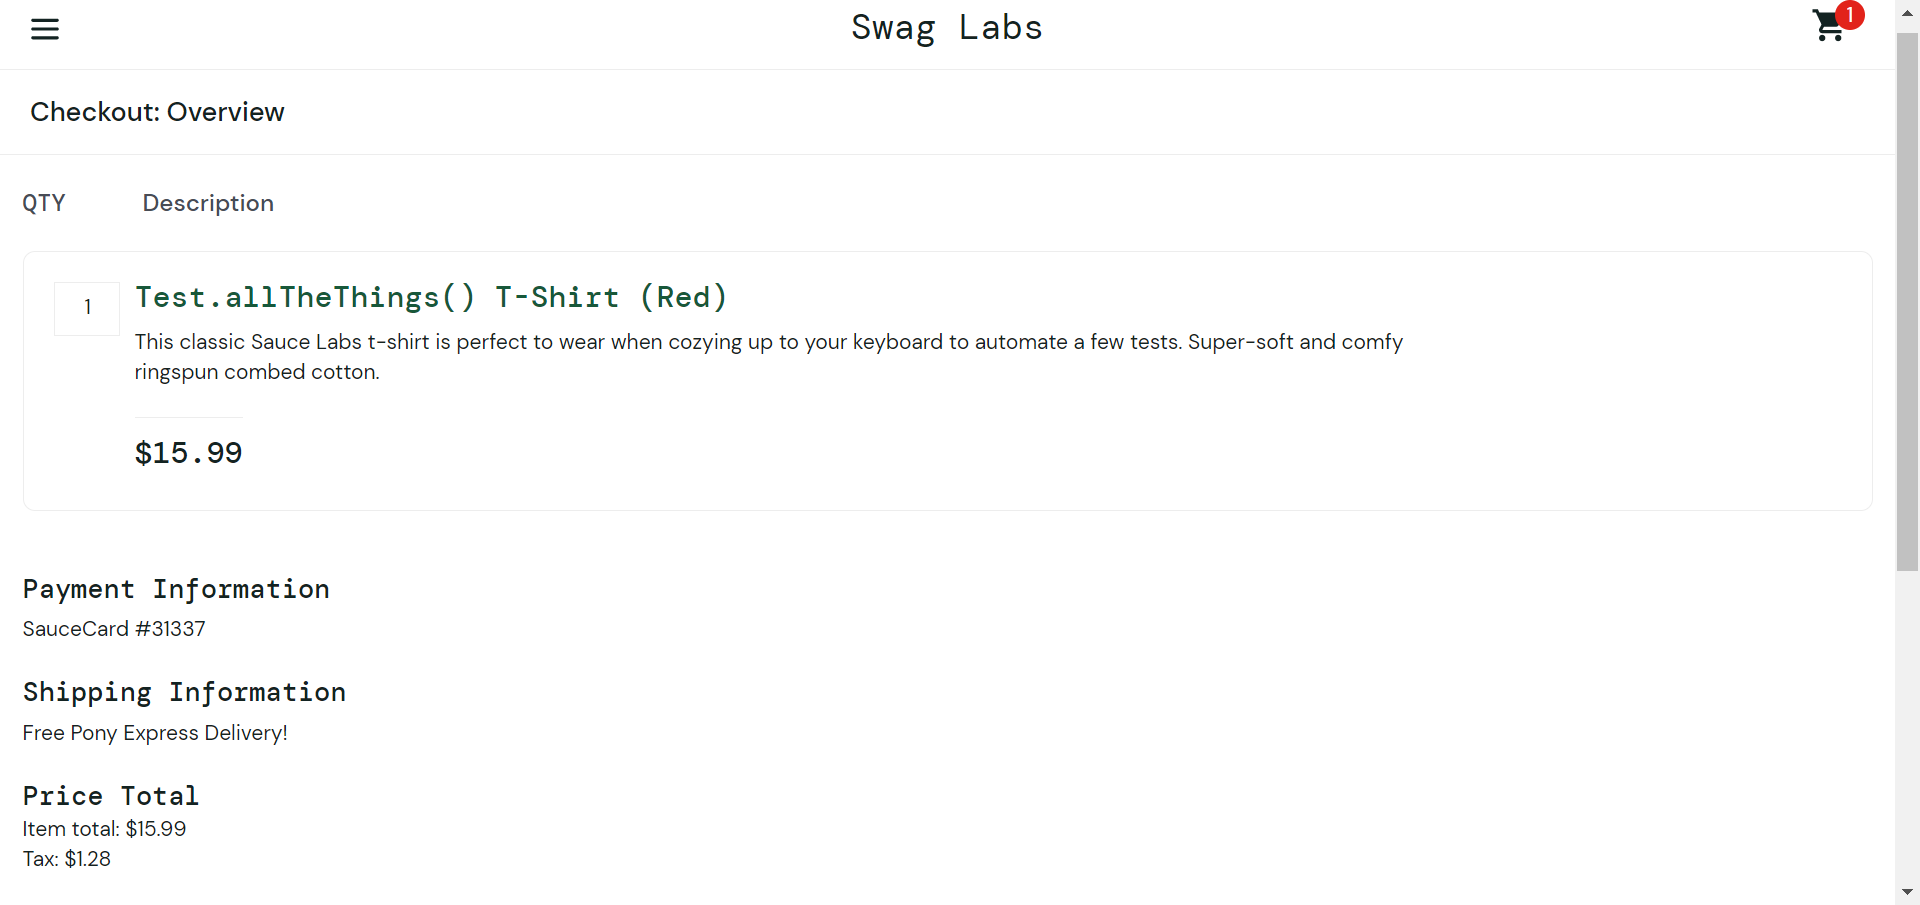 Swag Labs
1
Checkout: Overview
QTY Description
1
Test.allTheThings() T-Shirt (Red)
This classic Sauce Labs t-shirt is perfect to wear when cozying up to your keyboard to automate a few tests. Super-soft and comfy
ringspun combed cotton.
$15.99
Payment Information
SauceCard #31337
Shipping Information
Free Pony Express Delivery!
Price Total
Item total: $15.99
Tax: $1.28